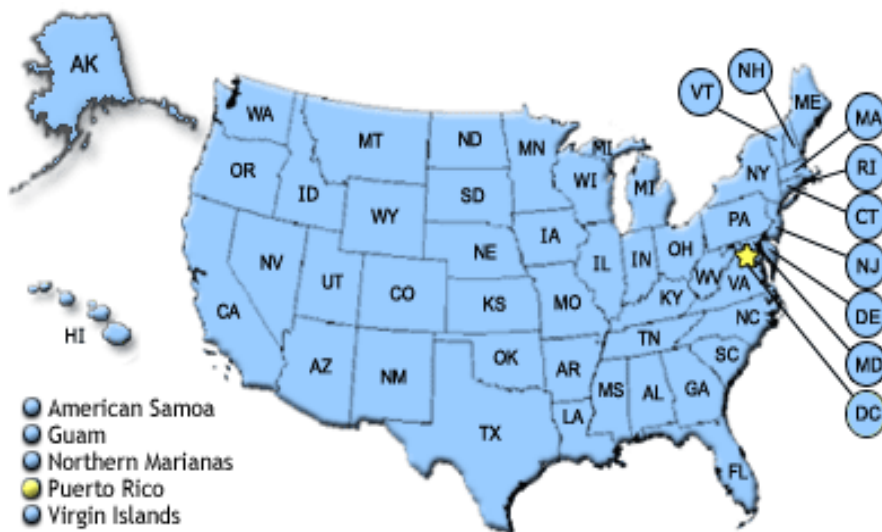 AK
NH
VT
ME
WA
MT
ND
MN
MI
MA
OR
ID
SD
WI
MI
NY
RI
WY
CT
PA
IA
NE
NV
UT
CO
IL
IN
OH
NJ
WV
VA
CA
KS
MO
KY
DE
HI
NC
TN
OK
AZ
NM
AR
SC
MD
MS
AL
GA
DC
LA
TX
FL
American Samoa
Guam
Northern Marianas
Puerto Rico
Virgin Islands